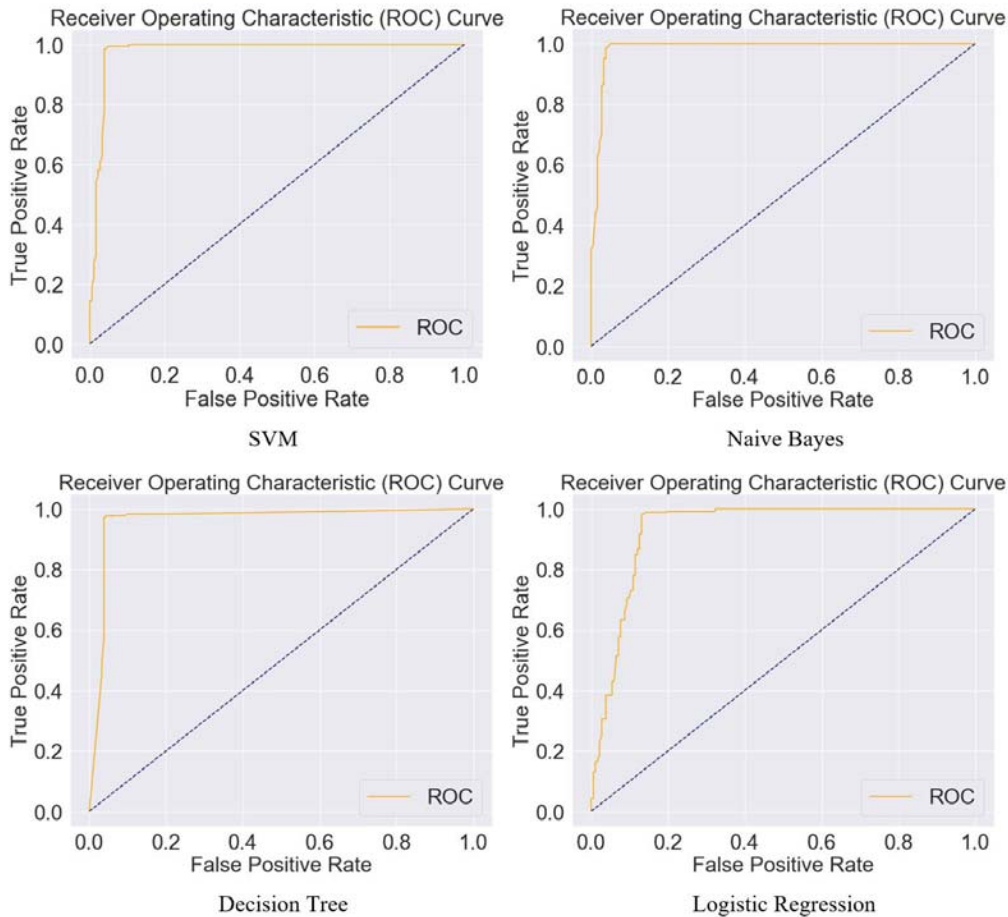 Receiver Operating Characteristic (ROC) Curve
1.0
0.8
0.6
0.4
0.2
0.0
True Positive Rate
ROC
0.0 0.2 0.4 0.6 0.8 1.0
False Positive Rate
SVM
Receiver Operating Characteristic (ROC) Curve
1.0
0.8
0.6
0.4
0.2
0.0
True Positive Rate
ROC
0.0 0.2 0.4 0.6 0.8 1.0
False Positive Rate
Naive Bayes
Receiver Operating Characteristic (ROC) Curve
1.0
0.8
0.6
0.4
0.2
0.0
True Positive Rate
ROC
0.0 0.2 0.4 0.6 0.8 1.0
False Positive Rate
Decision Tree
Receiver Operating Characteristic (ROC) Curve
1.0
0.8
0.6
0.4
0.2
0.0
True Positive Rate
ROC
0.0 0.2 0.4 0.6 0.8 1.0
False Positive Rate
Logistic Regression